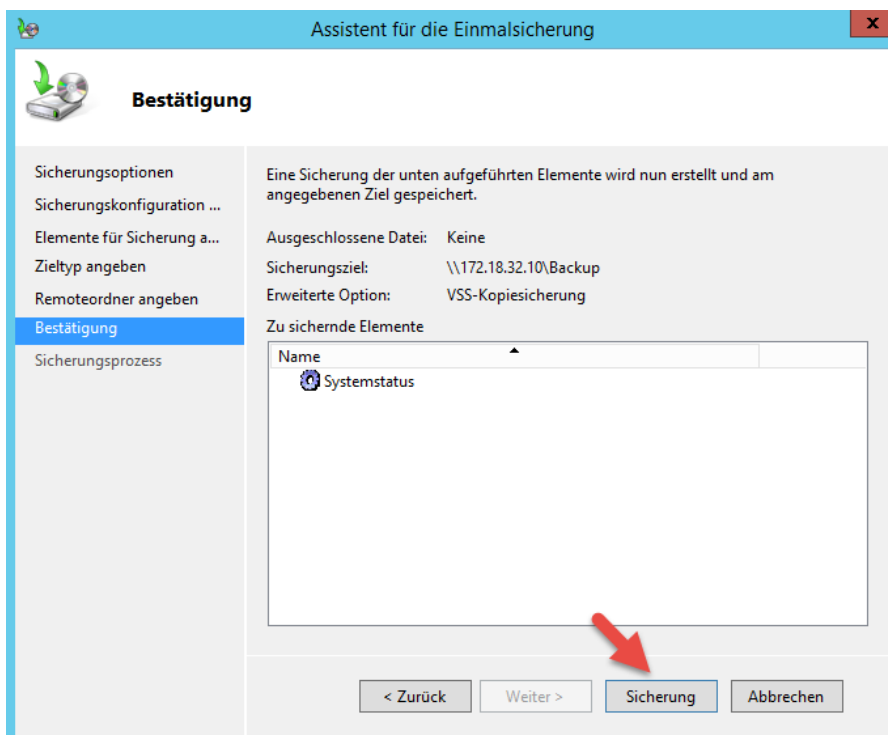 Assistent für die Einmalsicherung
x
Bestätigung
Sicherungsoptionen
Sicherungskonfiguration ...
Elemente für Sicherung a...
Zieltyp angeben
Remoteordner angeben
Bestätigung
Sicherungsprozess
Eine Sicherung der unten aufgeführten Elemente wird nun erstellt und am
angegebenen Ziel gespeichert.
Ausgeschlossene Datei: Keine
Sicherungsziel: \\172.18.32.10\Backup
Erweiterte Option: VSS-Kopiesicherung
Zu sichernde Elemente
Name
Systemstatus
< Zurück Weiter > Sicherung Abbrechen